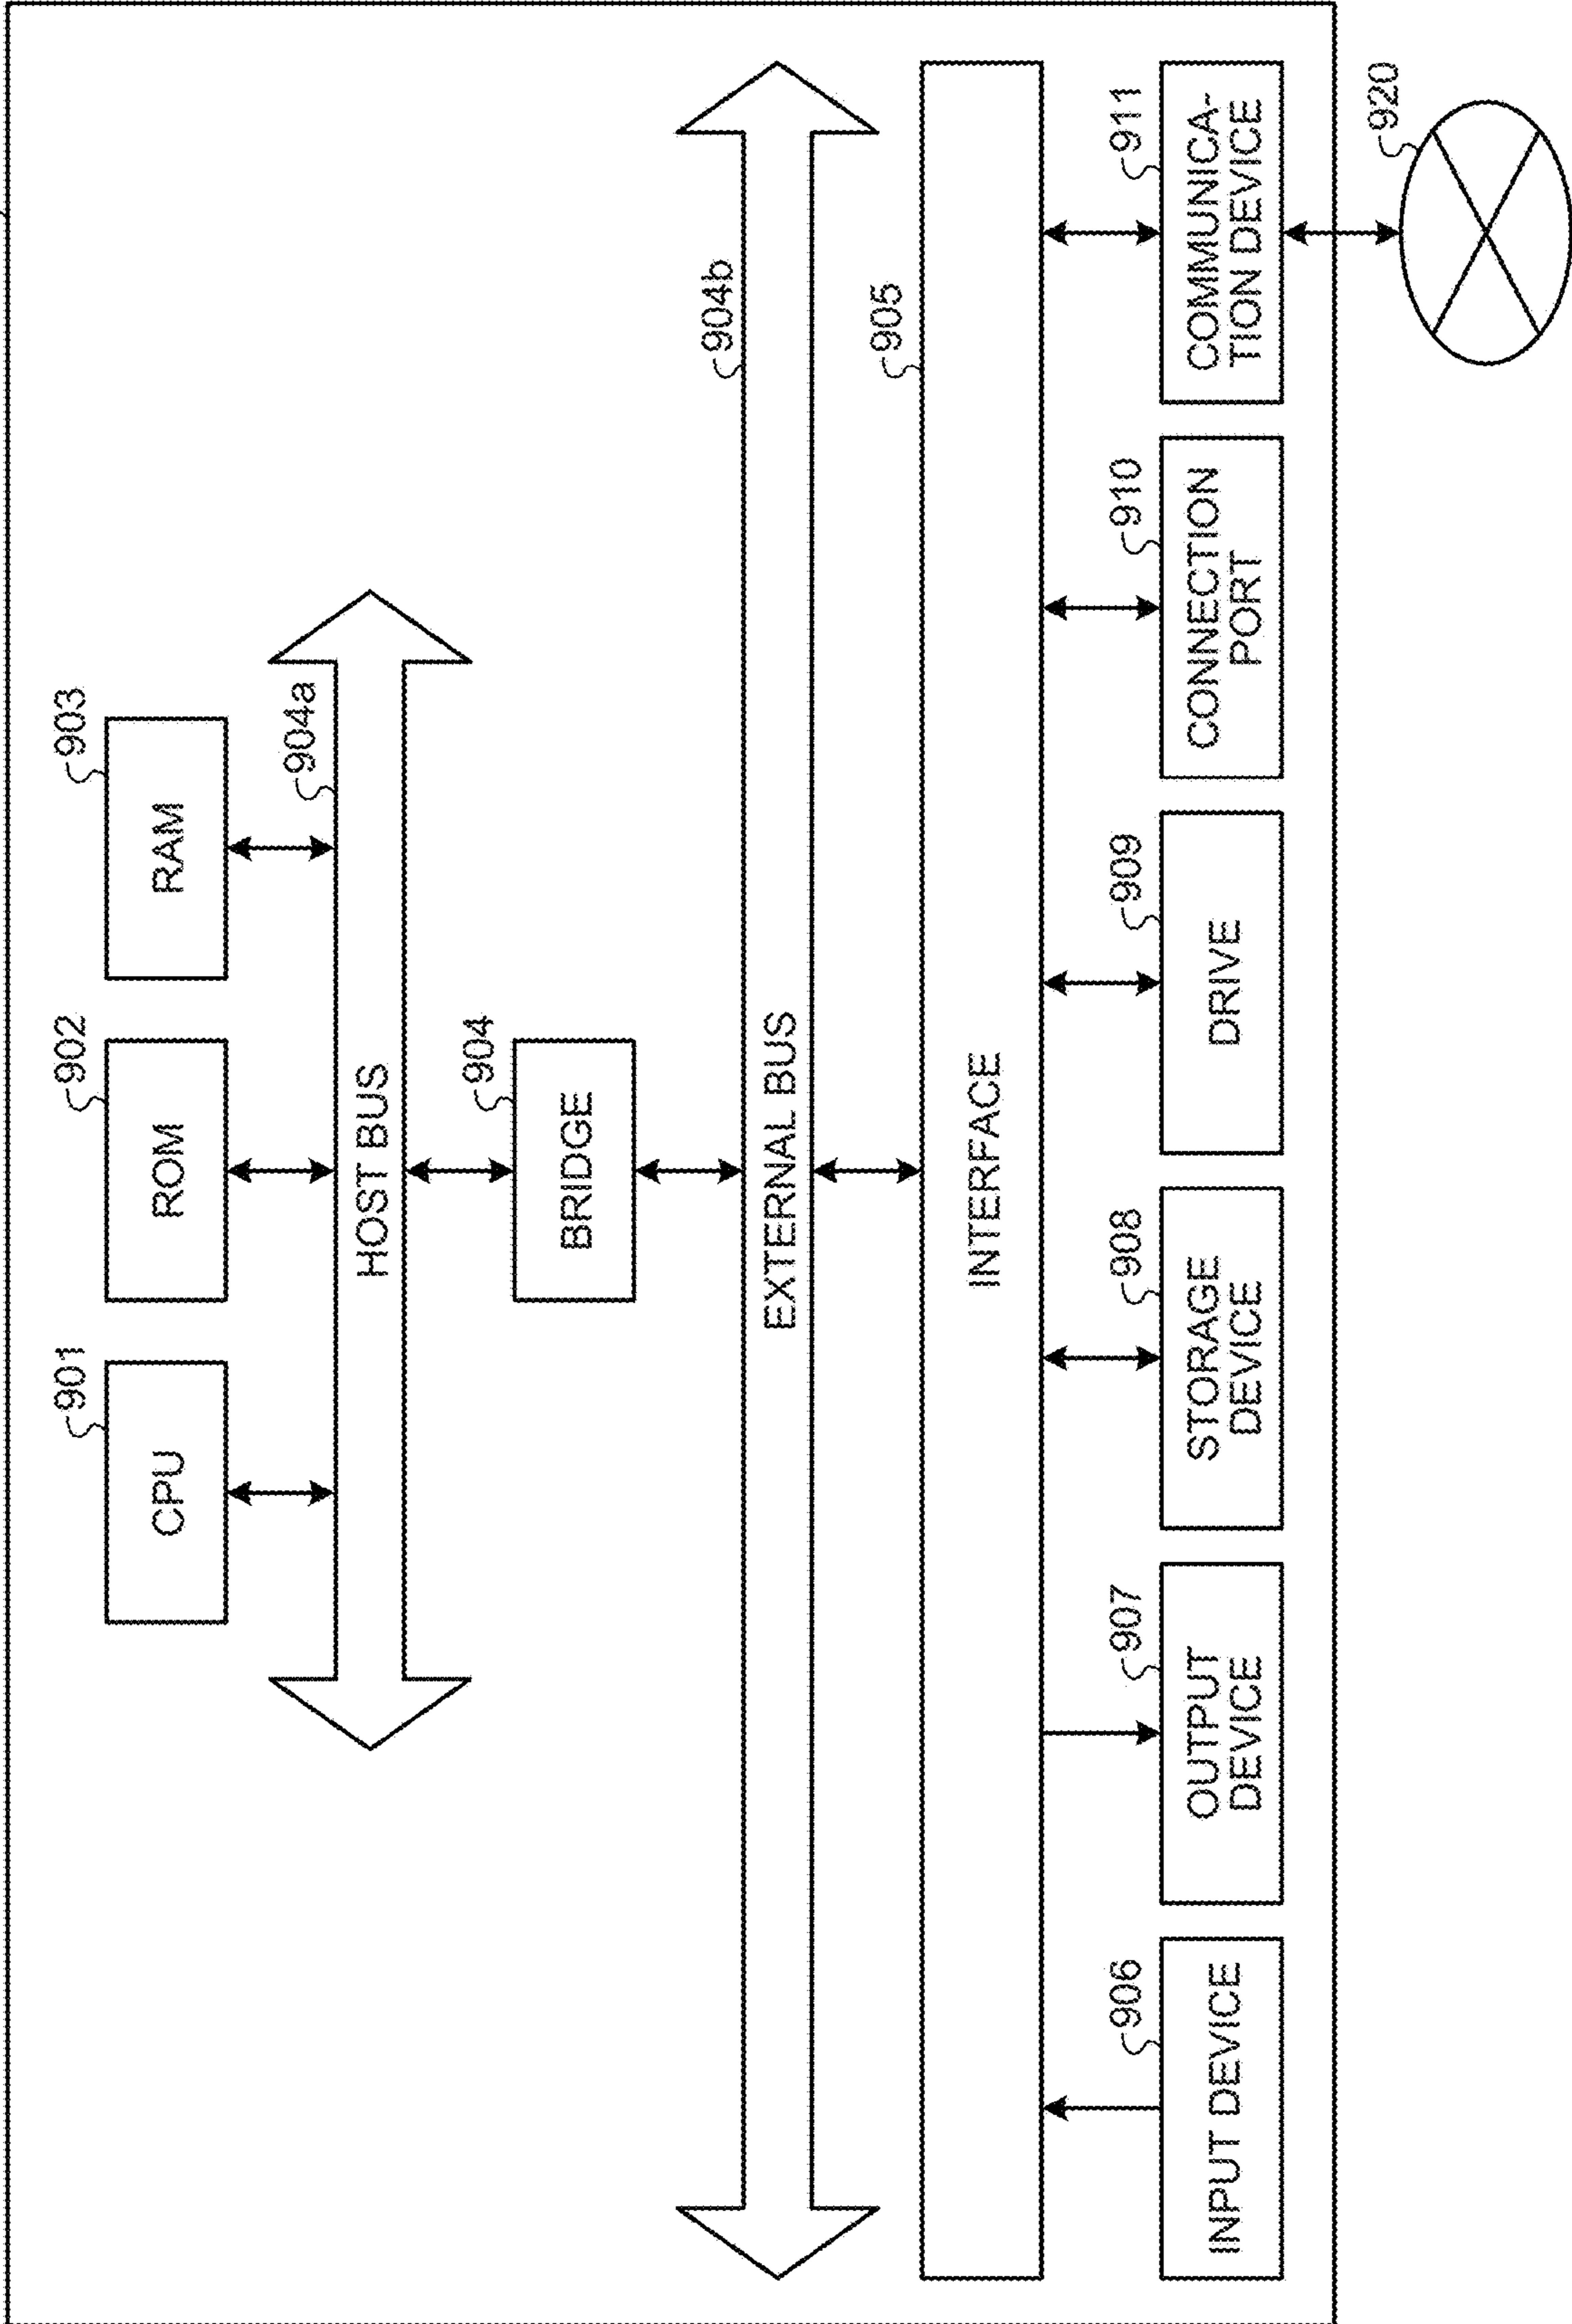 901
CPU
902
ROM
903
RAM
904a
HOST BUS
904
BRIDGE
904b
EXTERNAL BUS
905
INTERFACE
906
INPUT DEVICE
907
OUTPUT
DEVICE
908
STORAGE
DEVICE
909
DRIVE
910
CONNECTION
PORT
911
COMMUNICA-
TION DEVICE
920